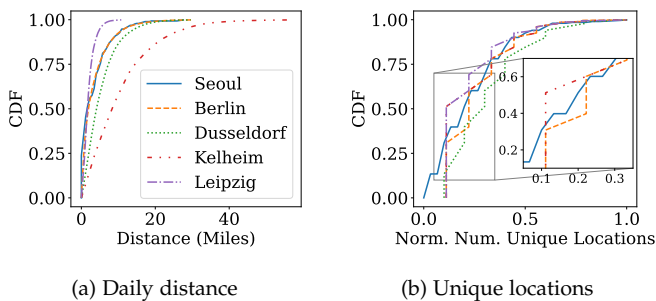 1.00
0.75
0.50
0.25
0.00
CDF
0
20
40
Distance (Miles)
Seoul
Berlin
Dusseldorf
Kelheim
Leipzig
(a) Daily distance
1.00
0.75
0.50
0.25
0.00
CDF
0.0
0.5
1.0
Norm. Num. Unique Locations
0.6
0.4
0.2
0.1
0.2
0.3
(b) Unique locations